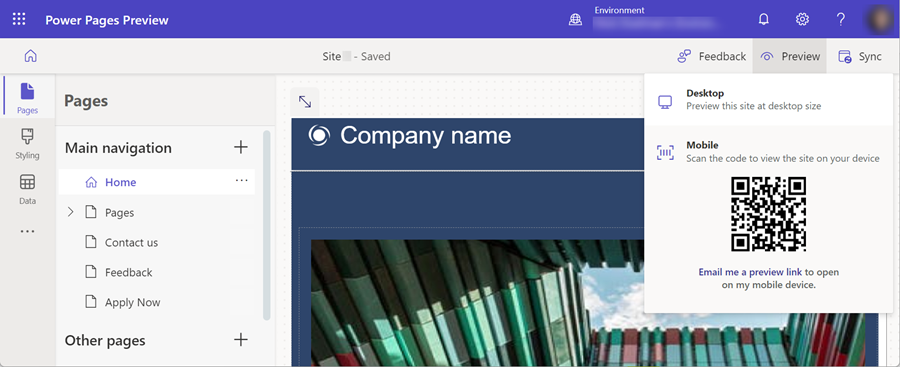 Power Pages Preview
Environment
Site - Saved
Feedback
Preview
Sync
Pages
Styling
Data
Pages
Main navigation
Home
Pages
Contact us
Feedback
Apply Now
Other pages
Company name
Desktop
Preview this site at desktop size
Mobile
Scan the code to view the site on your device
Email me a preview link to open
on my mobile device.